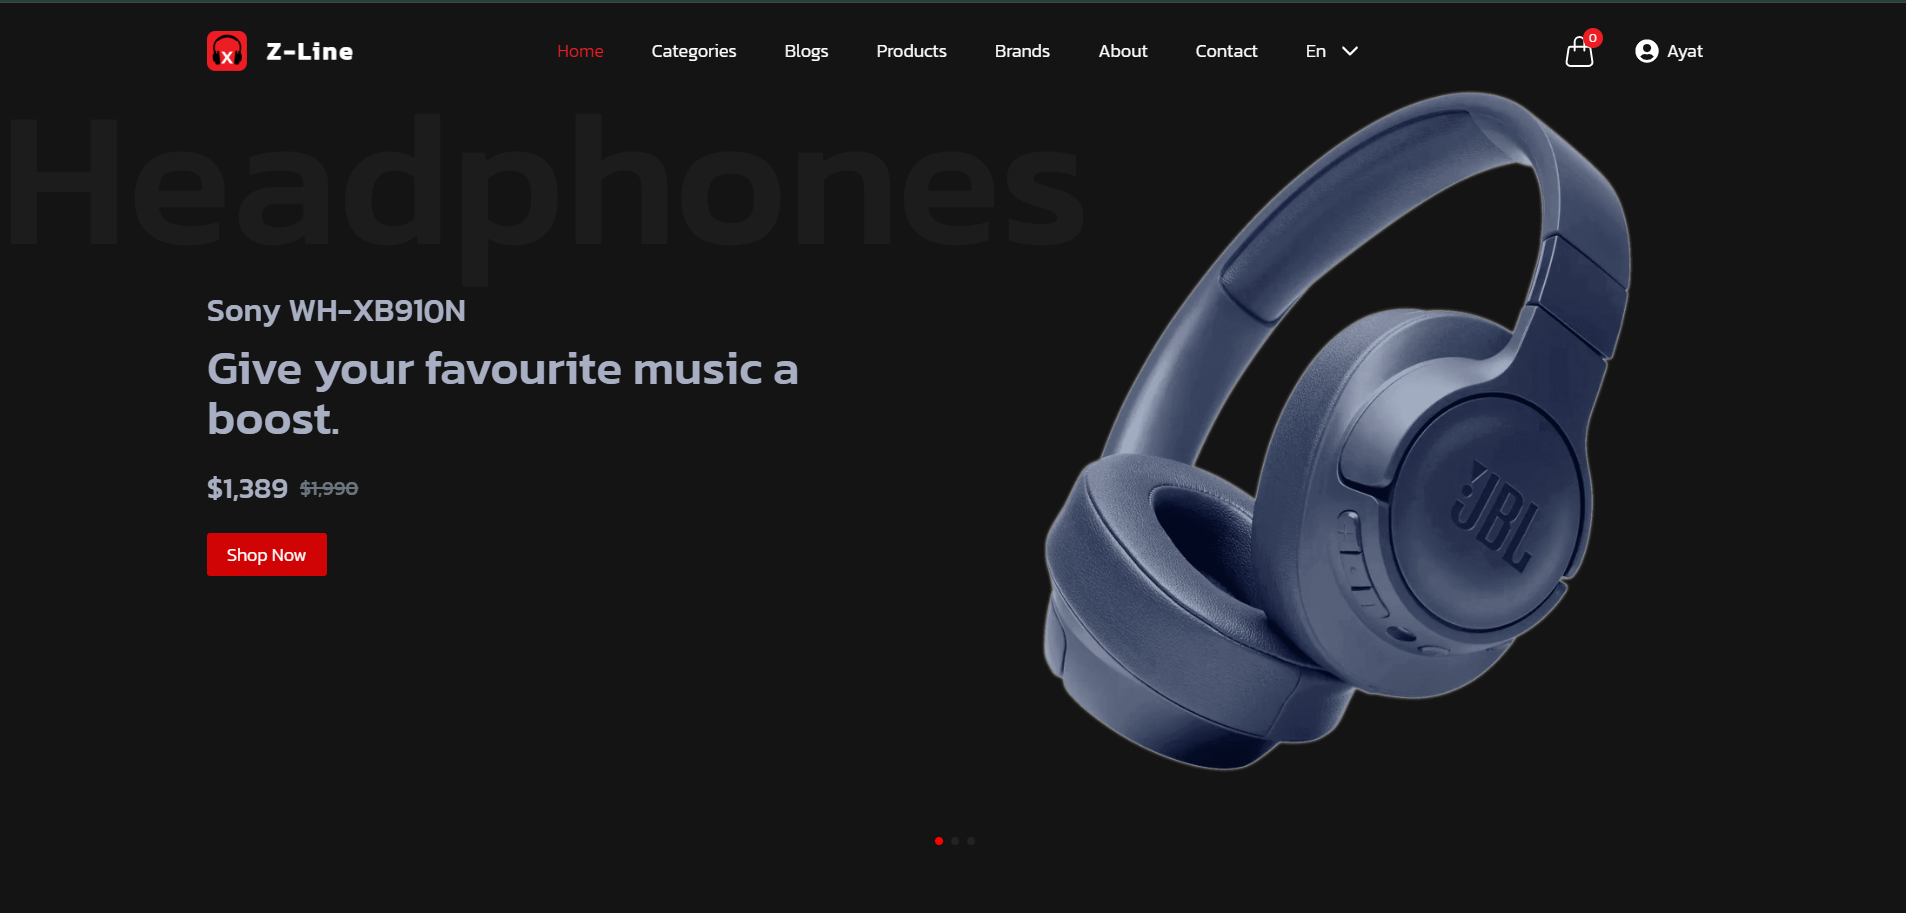 X
Z-Line
Home
Categories
Blogs
Products
Brands
About
Contact
En
0
Ayat
Headphones
Sony WH-XB910N
Give your favourite music a
boost.
$1,389 $1,990
Shop Now
JBL